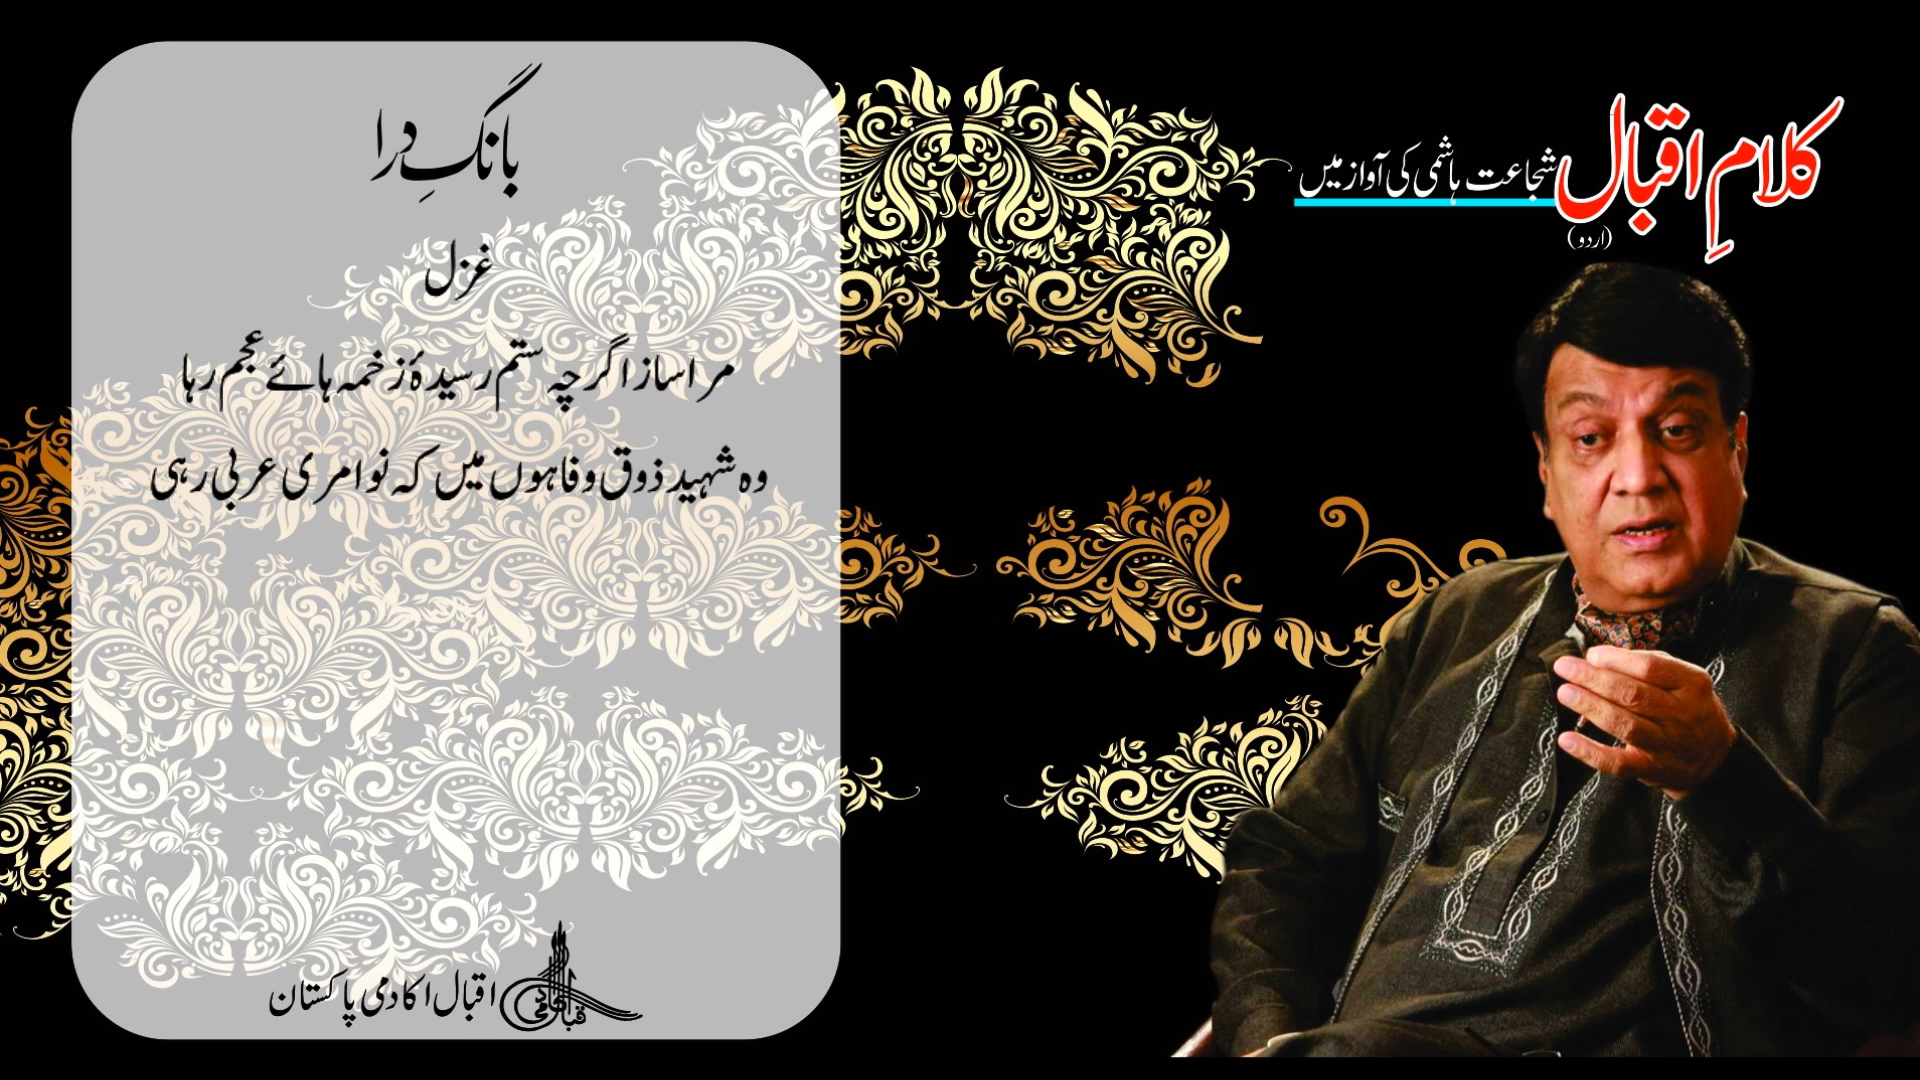 کلامِ اقبال شجاعت ہاشمی کی آواز میں
(اردو)
بانگِ درا
غزل
مرا ساز اگرچہ ستم رسیدۂ زخمہ ہائے عجم رہا
وہ شہید ذوق وفا ہوں میں کہ نوا مری عربی رہی
اقبال اکادمی پاکستان